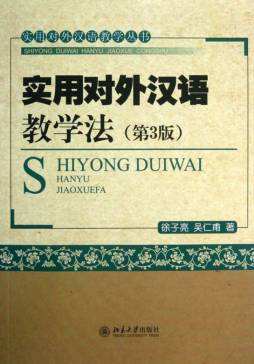 实用对外汉语教学丛书
SHIYONG DUIWAI HANYU JIAOXUE CONGSHU
实用对外汉语
教学法(第3版)
SHIYONG DUIWAI
HANYU
JIAOXUEFA
徐子亮 吴仁甫 著
北京大学出版社